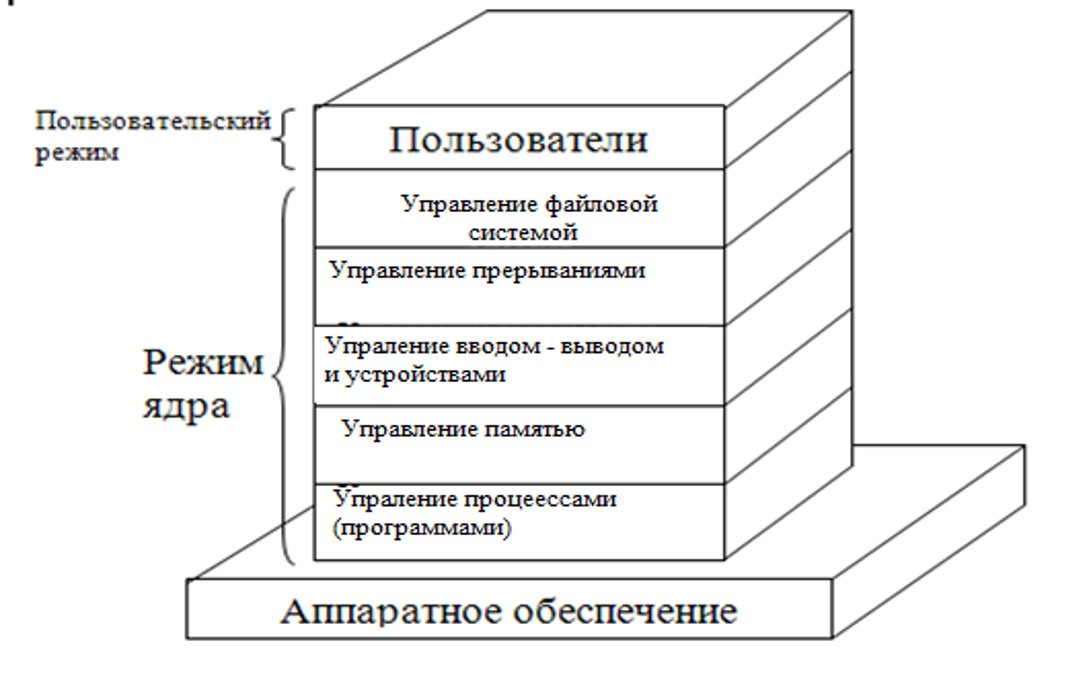 Пользовательский
режим
Пользователи
Управление файловой
системой
Управление прерываниями
Упраление вводом - выводом
и устройствами
Режим
ядра
Управление памятью
Упраление процеессами
(программами)
Аппаратное обеспечение